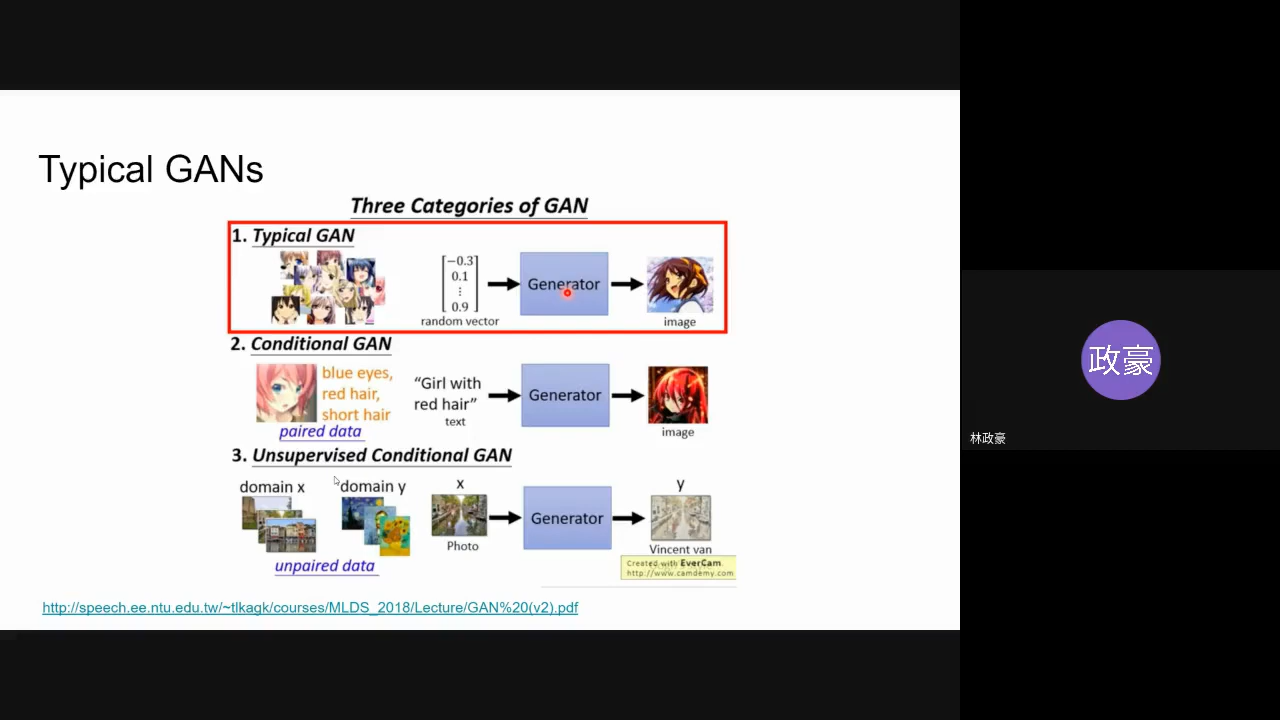 Typical GANs
Three Categories of GAN
1. Typical GAN
−0.3
0.1
⋮
0.9
random vector
Generator
image
2. Conditional GAN
blue eyes,
red hair,
short hair
paired data
“Girl with
red hair”
text
Generator
image
3. Unsupervised Conditional GAN
domain x
domain y
unpaired data
x
Photo
Generator
y
Vincent van
Created with EverCam
http://www.camdemy.com
http://speech.ee.ntu.edu.tw/~tlkagk/courses/MLDS_2018/Lecture/GAN%20(v2).pdf
政豪
林政豪